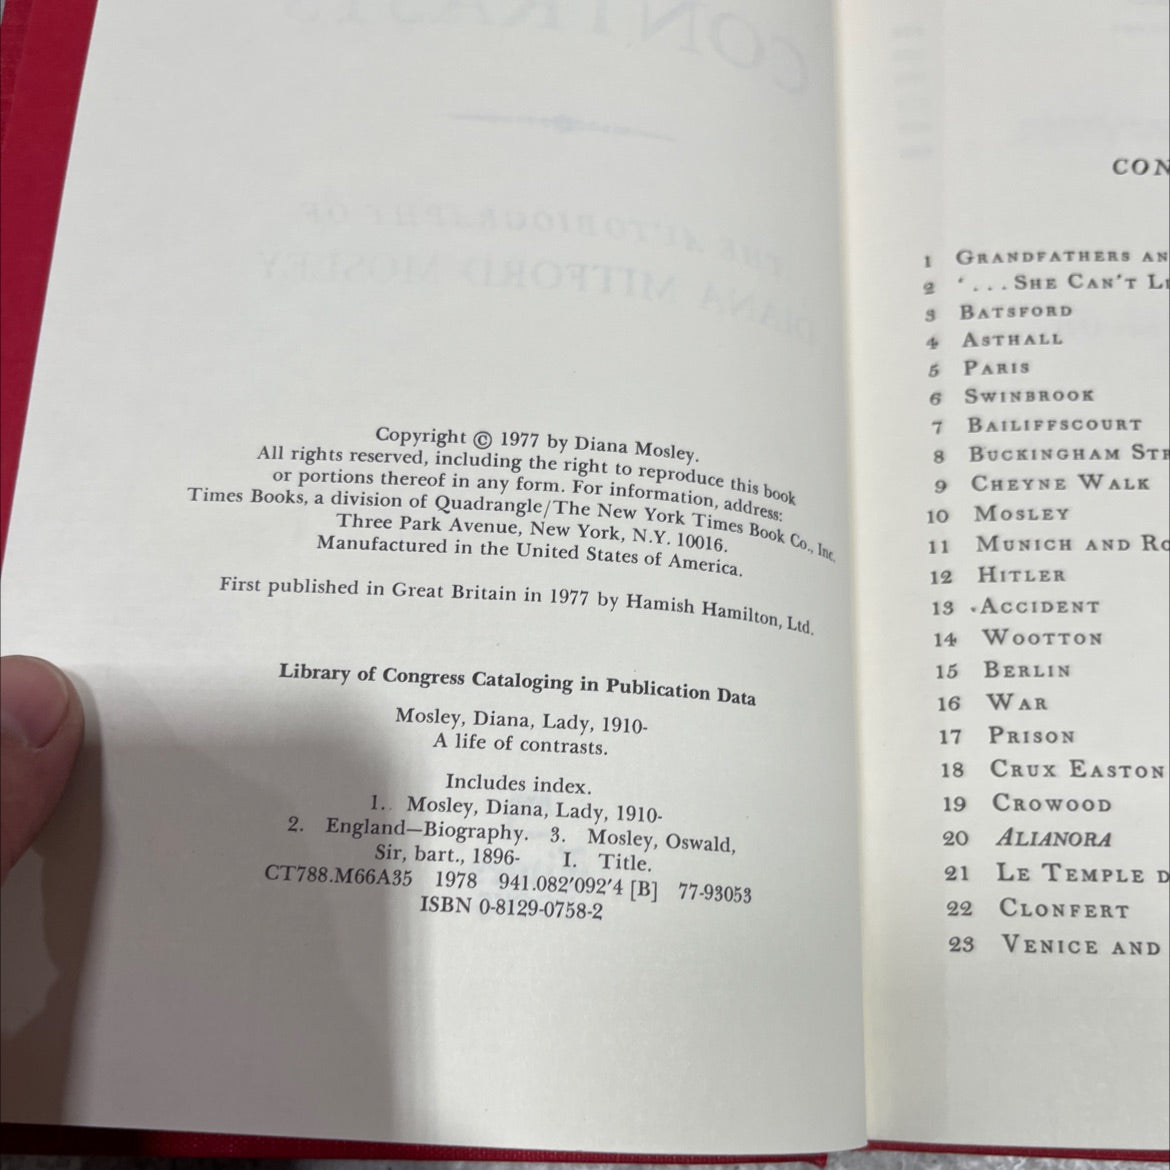 Copyright © 1977 by Diana Mosley.
All rights reserved, including the right to reproduce this book
or portions thereof in any form. For information, address:
Times Books, a division of Quadrangle/The New York Times Book Co., Inc.
Three Park Avenue, New York, N.Y. 10016.
Manufactured in the United States of America.
First published in Great Britain in 1977 by Hamish Hamilton, Ltd.
Library of Congress Cataloging in Publication Data
Mosley, Diana, Lady, 1910-
A life of contrasts.
Includes index.
1. Mosley, Diana, Lady, 1910-
2. England—Biography. 3. Mosley, Oswald,
Sir, bart., 1896- I. Title.
CT788.M66A35 1978 941.082′092′4 [B] 77-93053
ISBN 0-8129-0758-2
CON
1 GRANDFATHERS AN
2 '...SHE CAN'T LI
3 BATSFORD
4 ASTHALL
5 PARIS
6 SWINBROOK
7 BAILIFFSCOURT
8 BUCKINGHAM STR
9 CHEYNE WALK
10 MOSLEY
11 MUNICH AND RO
12 HITLER
13 ACCIDENT
14 WOOTTON
15 BERLIN
16 WAR
17 PRISON
18 CRUX EASTON
19 CROWOOD
20 ALIANORA
21 LE TEMPLE D
22 CLONFERT
23 VENICE AND